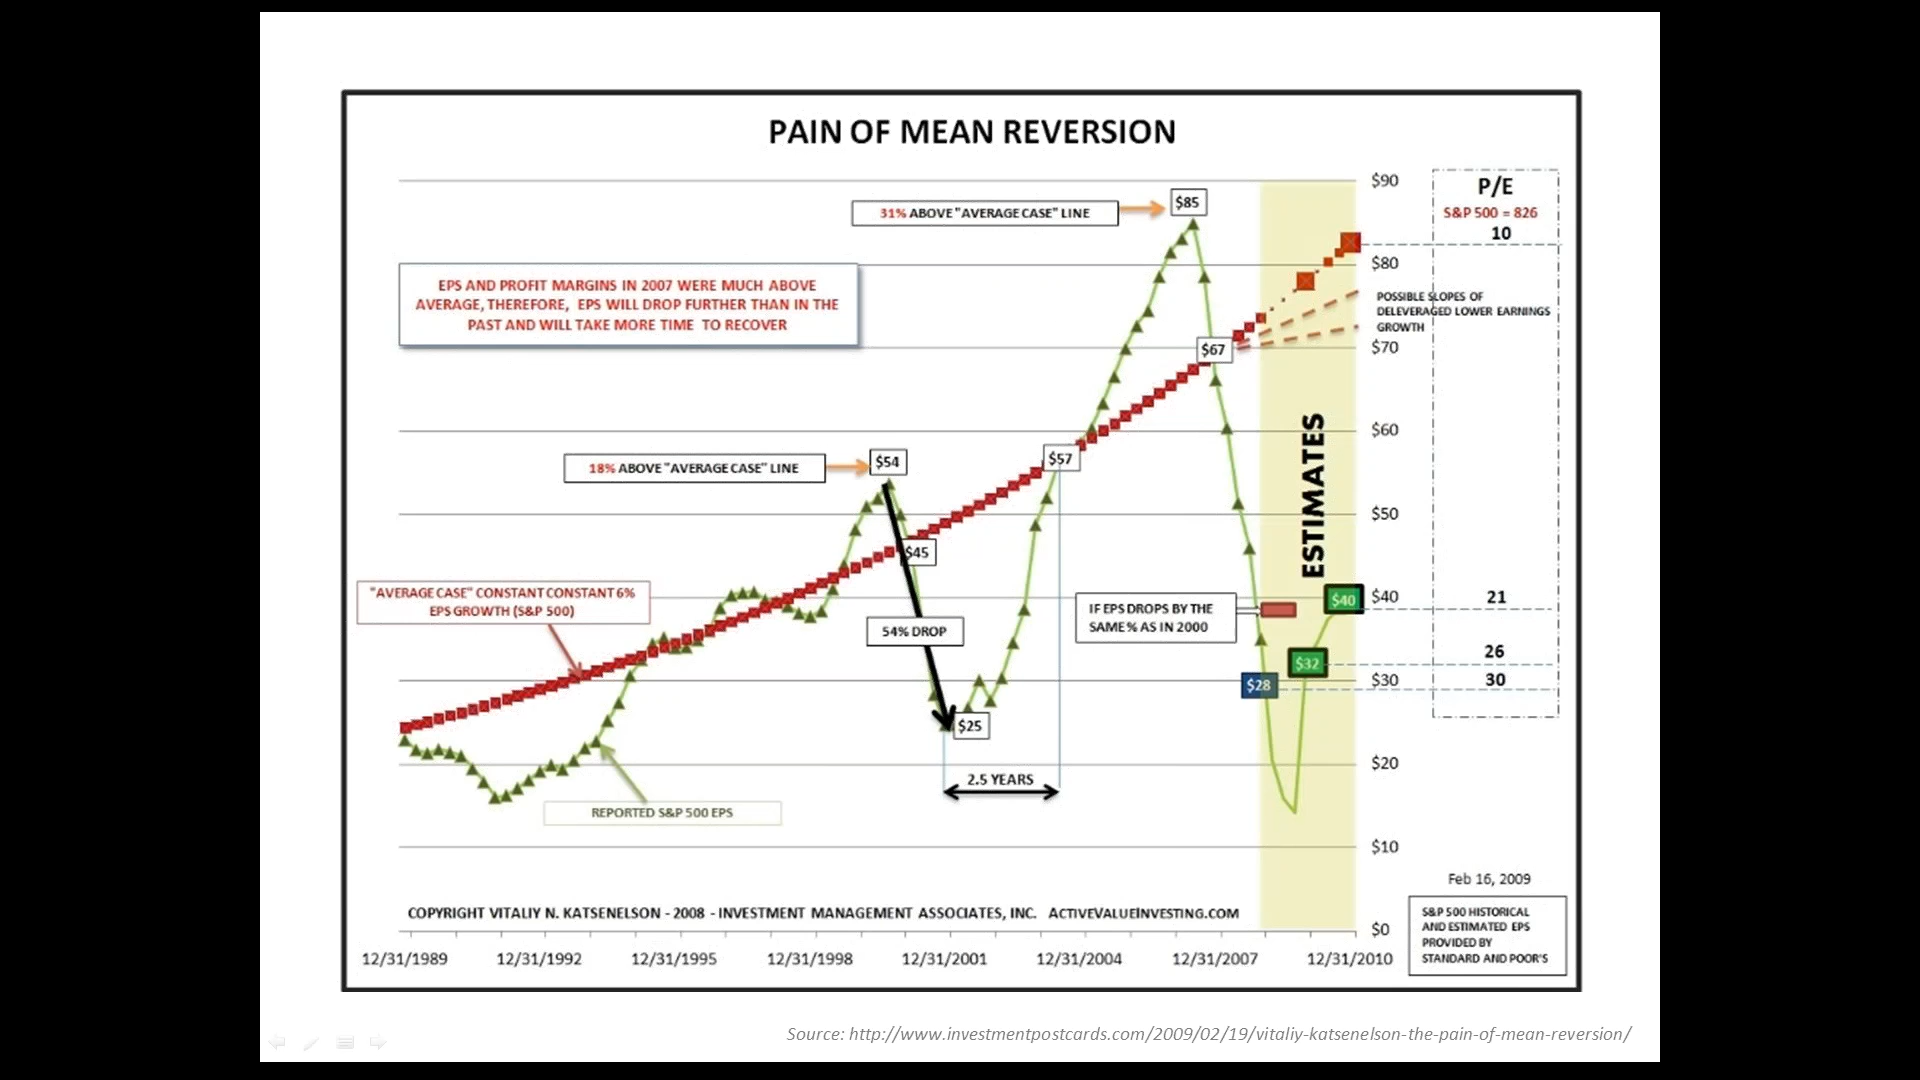 PAIN OF MEAN REVERSION
$90
P/E
S&P 500 = 826
10
$85
31% ABOVE "AVERAGE CASE" LINE
$80
EPS AND PROFIT MARGINS IN 2007 WERE MUCH ABOVE
AVERAGE, THEREFORE, EPS WILL DROP FURTHER THAN IN THE
PAST AND WILL TAKE MORE TIME TO RECOVER
POSSIBLE SLOPES OF
DELEVERAGED LOWER EARNINGS
GROWTH
$67
$70
$60
ESTIMATES
18% ABOVE "AVERAGE CASE" LINE
$54
$57
$50
$45
"AVERAGE CASE" CONSTANT CONSTANT 6%
EPS GROWTH (S&P 500)
$40
$40
21
IF EPS DROPS BY THE
SAME % AS IN 2000
54% DROP
$32
26
$28
$30
30
$25
$20
2.5 YEARS
REPORTED S&P 500 EPS
$10
Feb 16, 2009
COPYRIGHT VITALIY N. KATSENELSON - 2008 - INVESTMENT MANAGEMENT ASSOCIATES, INC. ACTIVEVALUEINVESTING.COM
$0
S&P 500 HISTORICAL
AND ESTIMATED EPS
PROVIDED BY
STANDARD AND POOR'S
12/31/1989 12/31/1992 12/31/1995 12/31/1998 12/31/2001 12/31/2004 12/31/2007 12/31/2010
Source: http://www.investmentpostcards.com/2009/02/19/vitaliy-katsenelson-the-pain-of-mean-reversion/